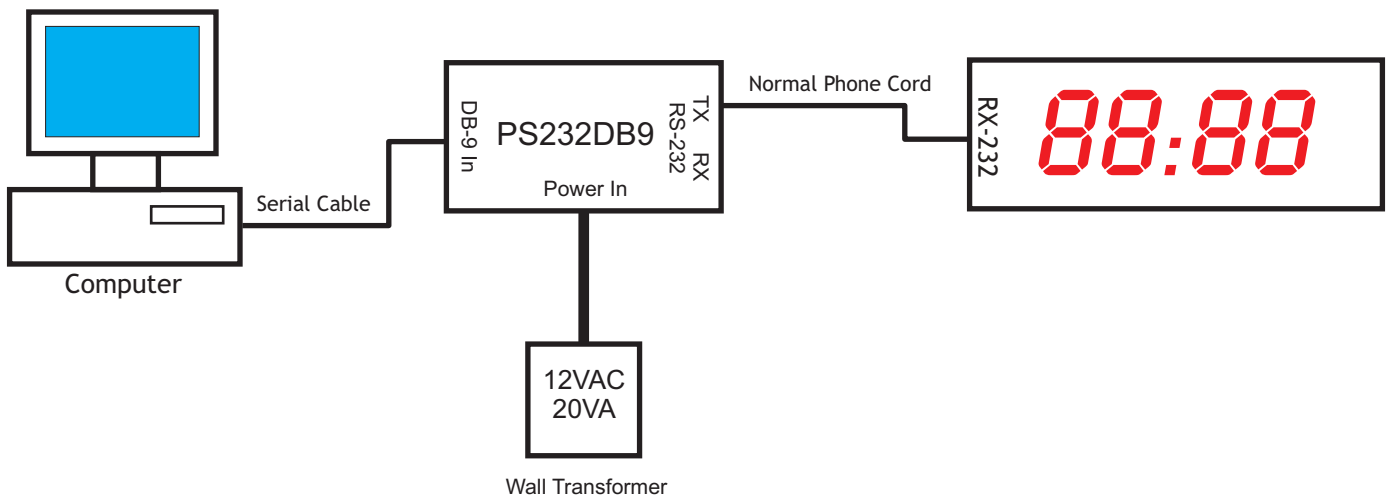 Computer
Serial Cable
DB-9 In
PS232DB9
TX RX
RS-232
Power In
12VAC
20VA
Wall Transformer
Normal Phone Cord
RX-232
88:88